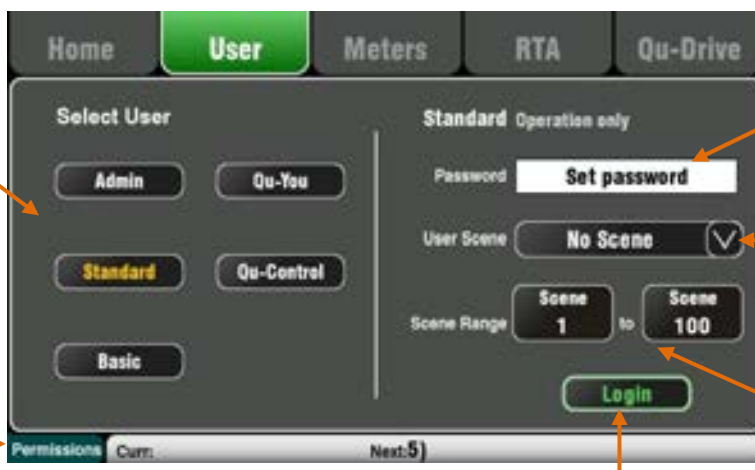 Home User Meters RTA Qu-Drive
Select User
Admin Qu-You
Standard Qu-Control
Basic
Standard Operation only
Password Set password
User Scene No Scene
Scene Range Scene 1 to Scene 100
Login
Permissions Curr: Next:5)